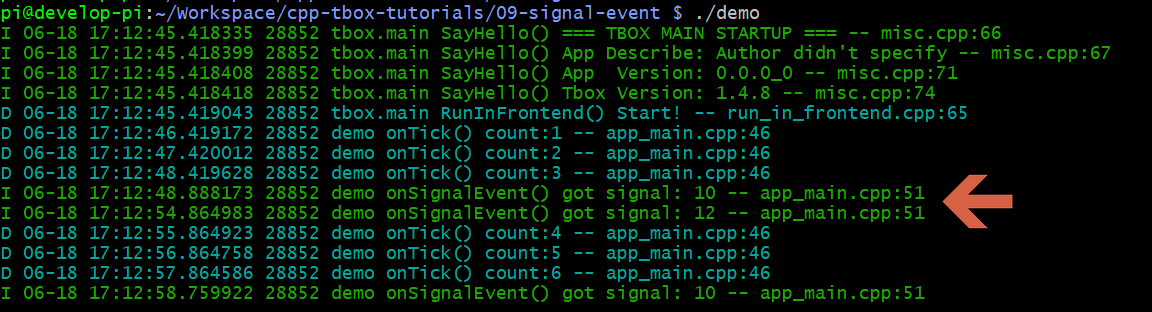 pi@develop-pi:~/Workspace/cpp-tbox-tutorials/09-signal-event $ ./demo
I 06-18 17:12:45.418335 28852 tbox.main SayHello() === TBOX MAIN STARTUP === -- misc.cpp:66
I 06-18 17:12:45.418399 28852 tbox.main SayHello() App Describe: Author didn't specify -- misc.cpp:67
I 06-18 17:12:45.418408 28852 tbox.main SayHello() App  Version: 0.0.0_0 -- misc.cpp:71
I 06-18 17:12:45.418418 28852 tbox.main SayHello() Tbox Version: 1.4.8 -- misc.cpp:74
D 06-18 17:12:45.419043 28852 tbox.main RunInFrontend() Start! -- run_in_frontend.cpp:65
D 06-18 17:12:46.419172 28852 demo onTick() count:1 -- app_main.cpp:46
D 06-18 17:12:47.420012 28852 demo onTick() count:2 -- app_main.cpp:46
D 06-18 17:12:48.419628 28852 demo onTick() count:3 -- app_main.cpp:46
I 06-18 17:12:48.888173 28852 demo onSignalEvent() got signal: 10 -- app_main.cpp:51
I 06-18 17:12:54.864983 28852 demo onSignalEvent() got signal: 12 -- app_main.cpp:51
D 06-18 17:12:55.864923 28852 demo onTick() count:4 -- app_main.cpp:46
D 06-18 17:12:56.864758 28852 demo onTick() count:5 -- app_main.cpp:46
D 06-18 17:12:57.864586 28852 demo onTick() count:6 -- app_main.cpp:46
I 06-18 17:12:58.759922 28852 demo onSignalEvent() got signal: 10 -- app_main.cpp:51